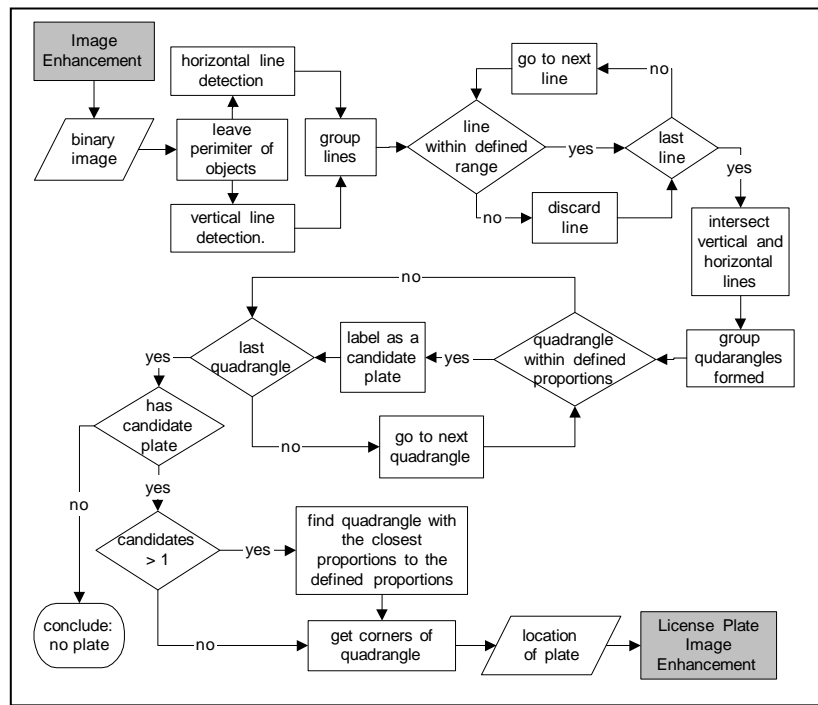 Image
Enhancement
binary
image
horizontal line
detection
leave
perimiter of
objects
vertical line
detection.
group
lines
go to next
line
no
line
within defined
range
yes
last
line
yes
no
discard
line
intersect
vertical and
horizontal
lines
no
group
qudarangles
formed
quadrangle
within defined
proportions
yes
label as a
candidate
plate
last
quadrangle
yes
no
go to next
quadrangle
has
candidate
plate
no
yes
candidates
> 1
yes
find quadrangle with
the closest
proportions to the
defined proportions
conclude:
no plate
no
get corners of
quadrangle
location
of plate
License Plate
Image
Enhancement